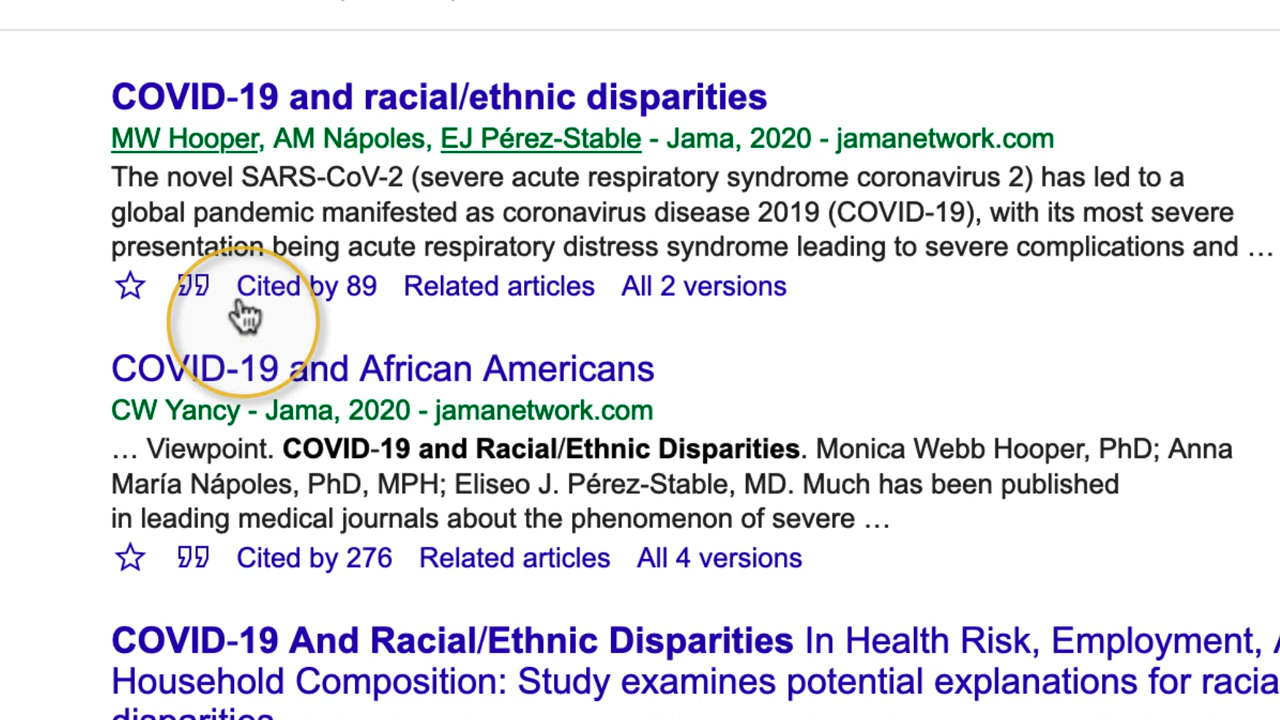 COVID-19 and racial/ethnic disparities
MW Hooper, AM Nápoles, EJ Pérez-Stable - Jama, 2020 - jamanetwork.com
The novel SARS-CoV-2 (severe acute respiratory syndrome coronavirus 2) has led to a
global pandemic manifested as coronavirus disease 2019 (COVID-19), with its most severe
presentation being acute respiratory distress syndrome leading to severe complications and …
Cited by 89 Related articles All 2 versions
COVID-19 and African Americans
CW Yancy - Jama, 2020 - jamanetwork.com
… Viewpoint. COVID-19 and Racial/Ethnic Disparities. Monica Webb Hooper, PhD; Anna
María Nápoles, PhD, MPH; Eliseo J. Pérez-Stable, MD. Much has been published
in leading medical journals about the phenomenon of severe …
Cited by 276 Related articles All 4 versions
COVID-19 And Racial/Ethnic Disparities In Health Risk, Employment,
Household Composition: Study examines potential explanations for racia
disparities